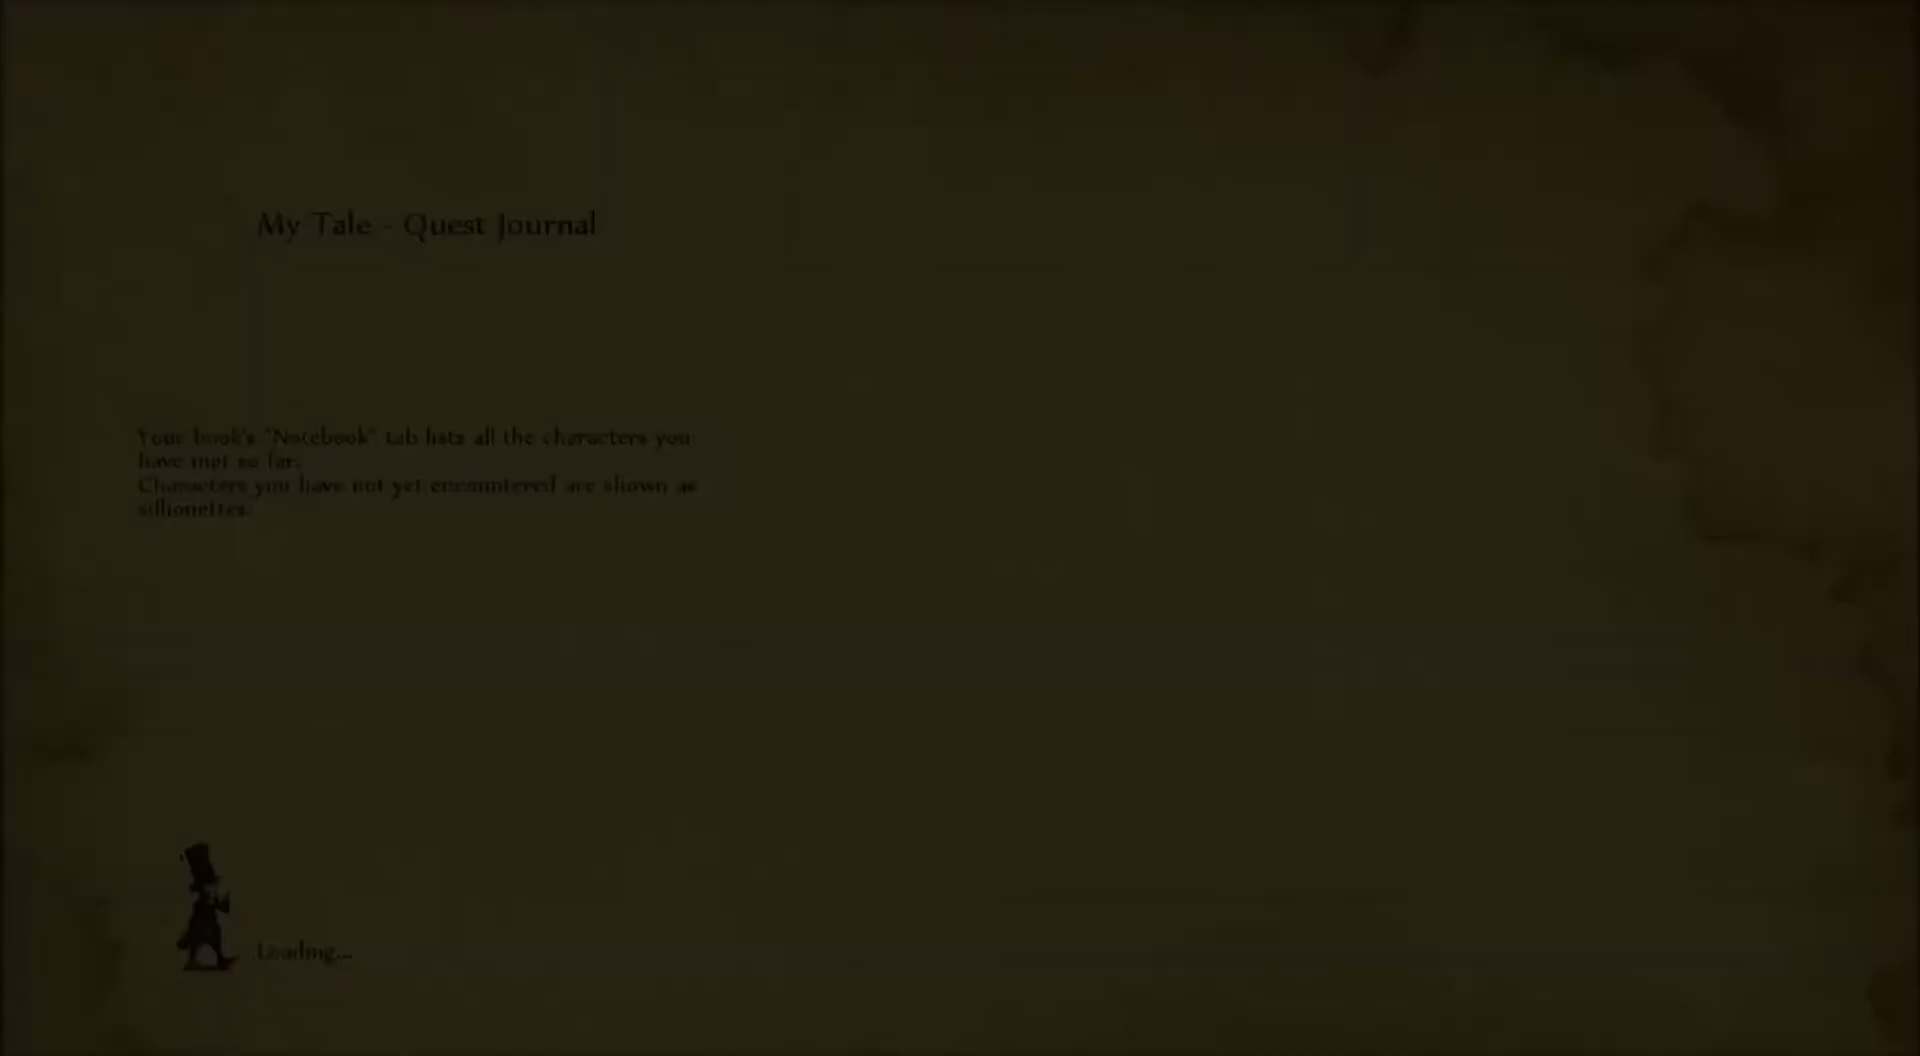 My Tale - Quest Journal
Your book's "Notebook" tab lists all the characters you
have met so far.
Characters you have not yet encountered are shown as
silhouettes.
Loading...